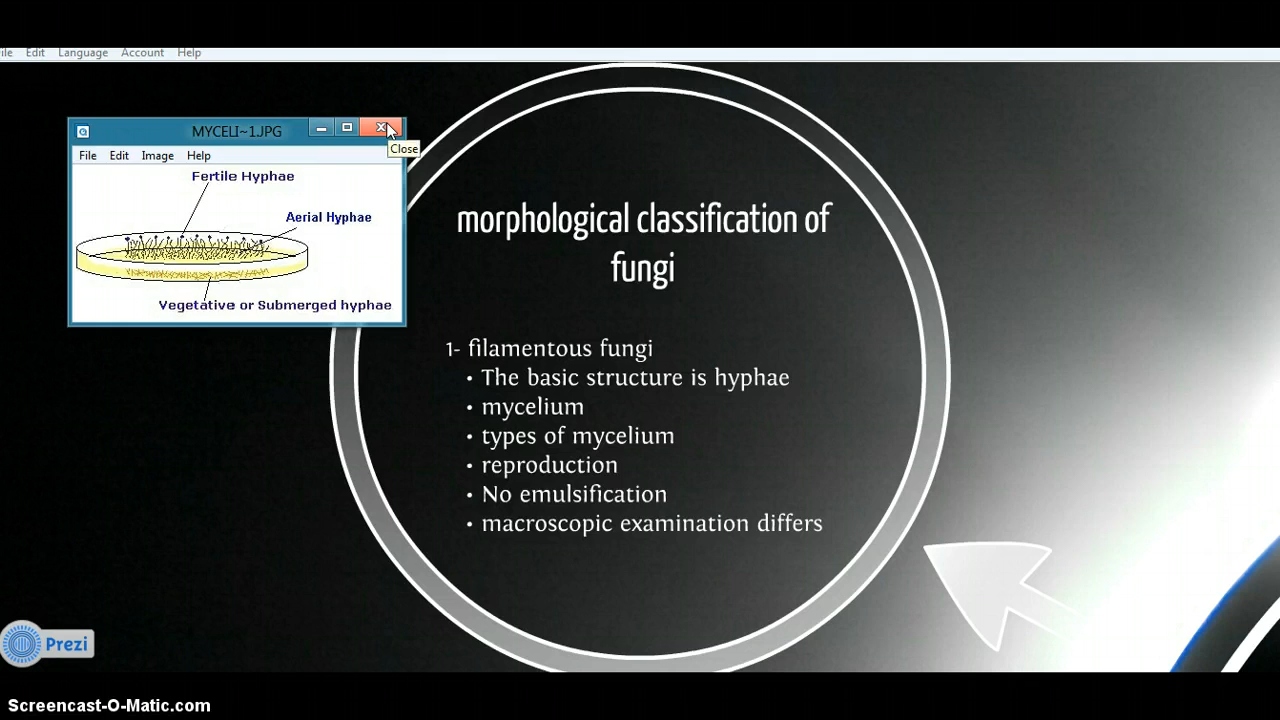 ile Edit Language Account Help
MYCELI~1.JPG
Close
File Edit Image Help
Fertile Hyphae
Aerial Hyphae
Vegetative or Submerged hyphae
morphological classification of
fungi
1- filamentous fungi
• The basic structure is hyphae
• mycelium
• types of mycelium
• reproduction
• No emulsification
• macroscopic examination differs
Prezi
Screencast-O-Matic.com